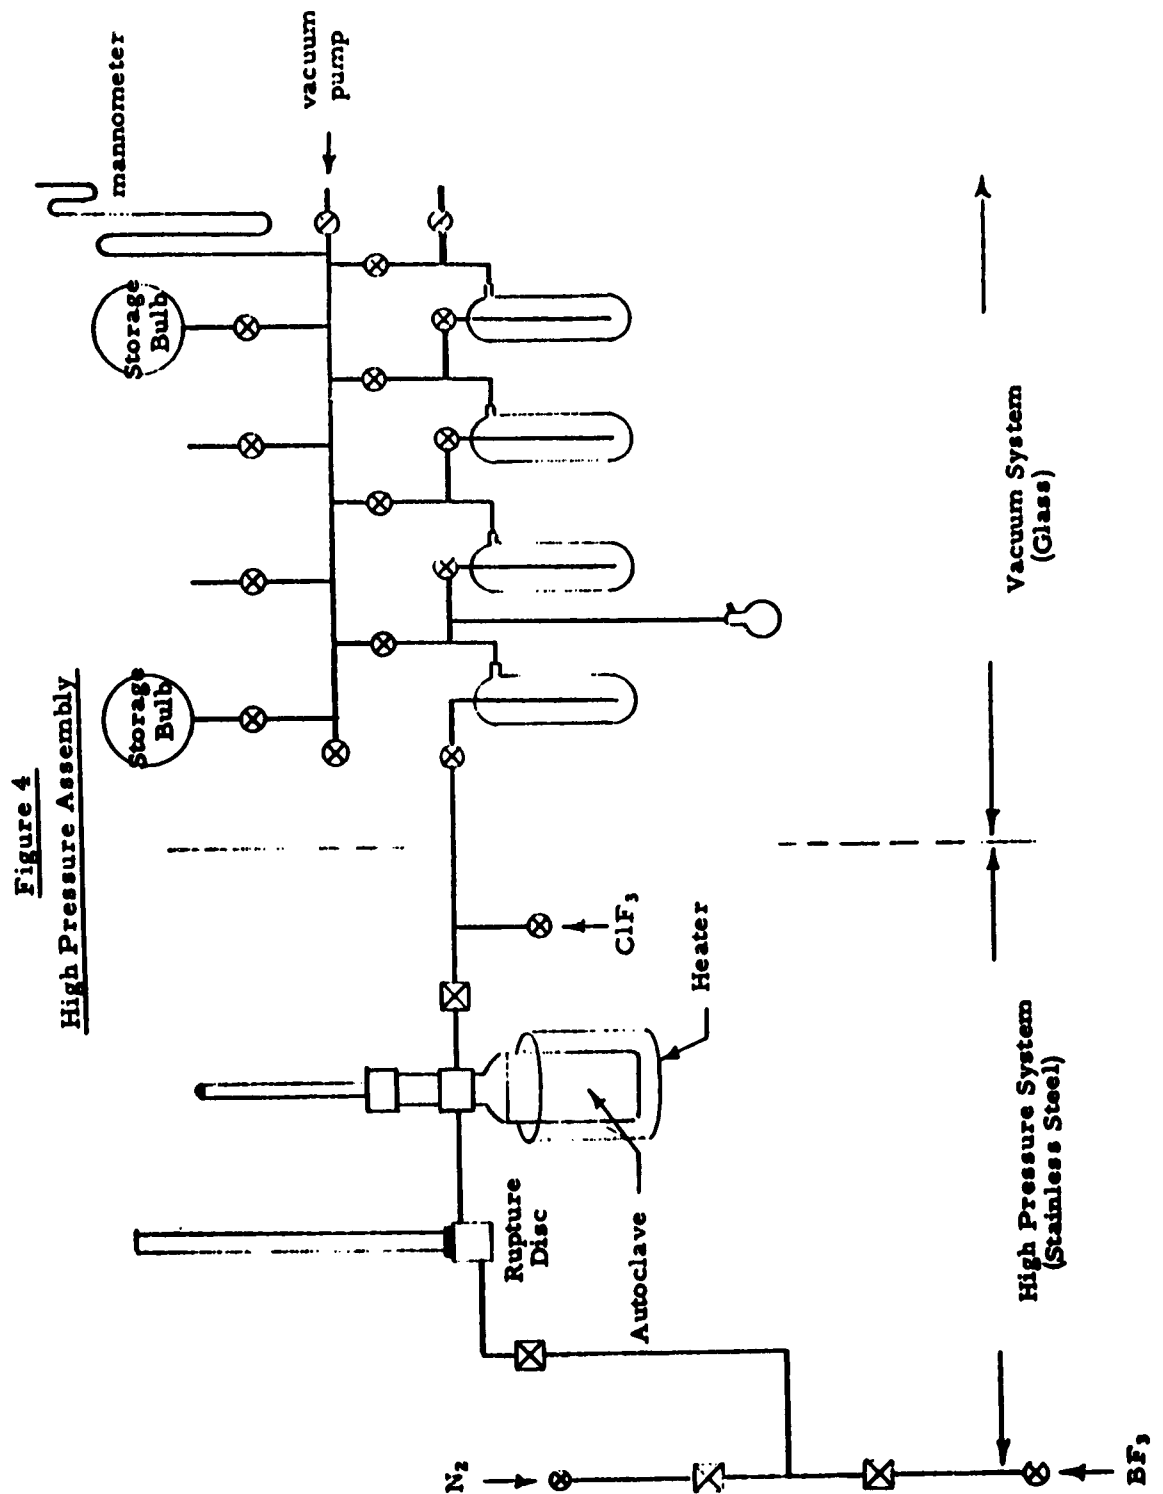 Figure 4
High Pressure Assembly
Storage
Bulb
Storage
Bulb
mannometer
vacuum
pump
N₂
BF₃
Rupture
Disc
Autoclave
Heater
ClF₃
High Pressure System
(Stainless Steel)
Vacuum System
(Glass)